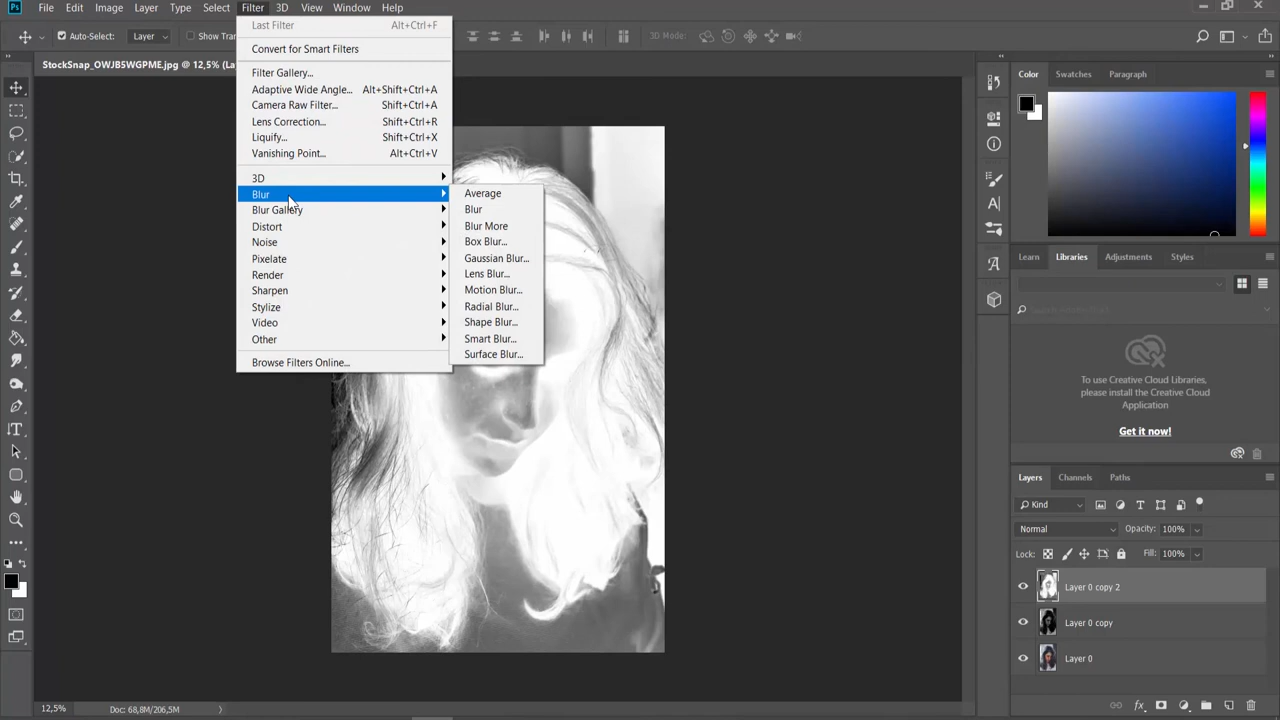 Ps File Edit Image Layer Type Select Filter 3D View Window Help
Auto-Select: Layer Show Tra 3D Mode:
StockSnap_OWJBSWGPME.jpg @ 12,5% (La
Last Filter Alt+Ctrl+F
Convert for Smart Filters
Filter Gallery...
Adaptive Wide Angle... Alt+Shift+Ctrl+A
Camera Raw Filter... Shift+Ctrl+A
Lens Correction... Shift+Ctrl+R
Liquify... Shift+Ctrl+X
Vanishing Point... Alt+Ctrl+V
3D
Blur
Blur Gallery
Distort
Noise
Pixelate
Render
Sharpen
Stylize
Video
Other
Browse Filters Online...
Average
Blur
Blur More
Box Blur...
Gaussian Blur...
Lens Blur...
Motion Blur...
Radial Blur...
Shape Blur...
Smart Blur...
Surface Blur...
Color Swatches Paragraph
Learn Libraries Adjustments Styles
To use Creative Cloud Libraries,
please install the Creative Cloud
Application
Get it now!
Layers Channels Paths
Kind
Normal Opacity: 100%
Lock: Fill: 100%
Layer 0 copy 2
Layer 0 copy
Layer 0
12,5% Doc: 68,8M/206,5M